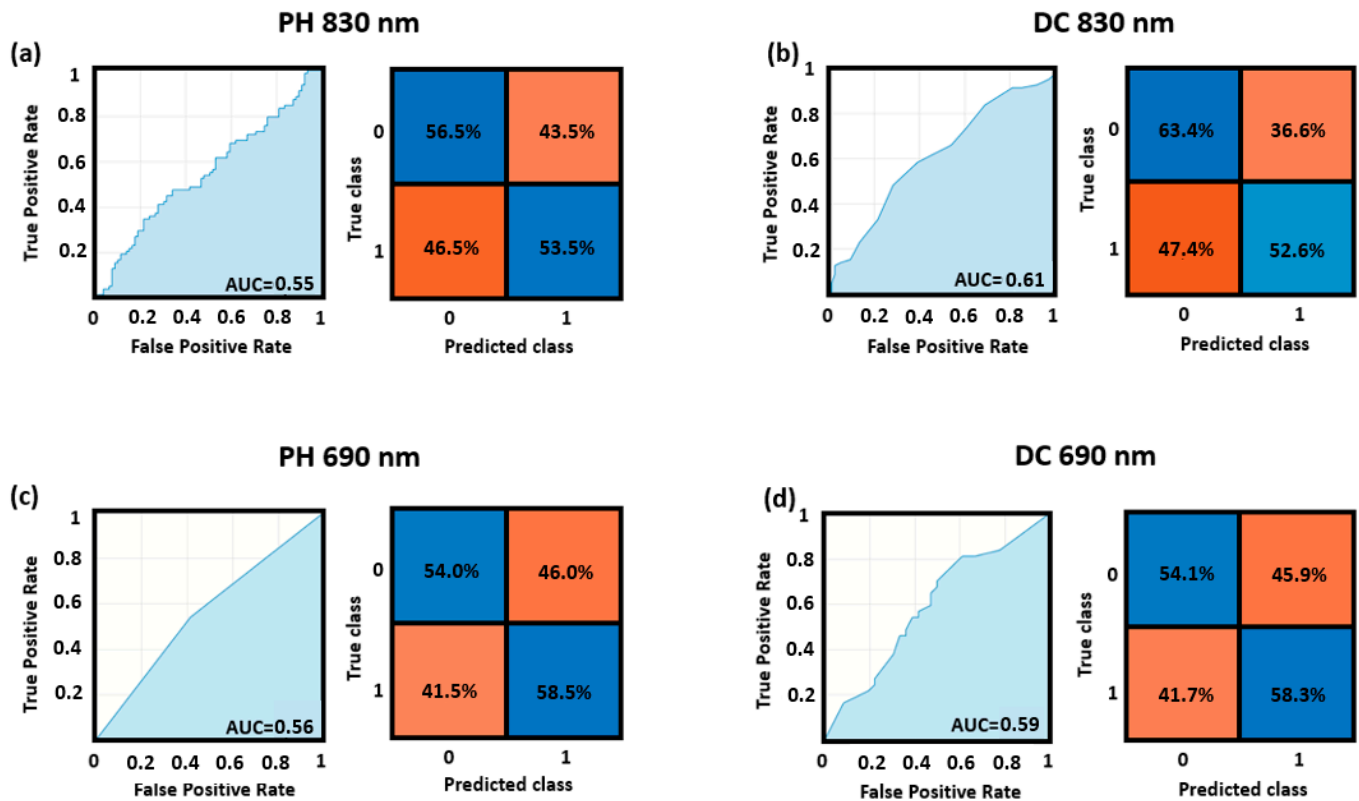 PH 830 nm
(a)
True Positive Rate
1
0.8
0.6
0.4
0.2
AUC=0.55
0 0.2 0.4 0.6 0.8 1
False Positive Rate
True class
0
1
56.5% 43.5%
46.5% 53.5%
0 1
Predicted class
DC 830 nm
(b)
True Positive Rate
1
0.8
0.6
0.4
0.2
AUC= 0.61
0 0.2 0.4 0.6 0.8 1
False Positive Rate
True class
0
1
63.4% 36.6%
47.4% 52.6%
0 1
Predicted class
PH 690 nm
(c)
True Positive Rate
1
0.8
0.6
0.4
0.2
AUC=0.56
0 0.2 0.4 0.6 0.8 1
False Positive Rate
True class
0
1
54.0% 46.0%
41.5% 58.5%
0 1
Predicted class
DC 690 nm
(d)
True Positive Rate
1
0.8
0.6
0.4
0.2
AUC=0.59
0 0.2 0.4 0.6 0.8 1
False Positive Rate
True class
0
1
54.1% 45.9%
41.7% 58.3%
0 1
Predicted class